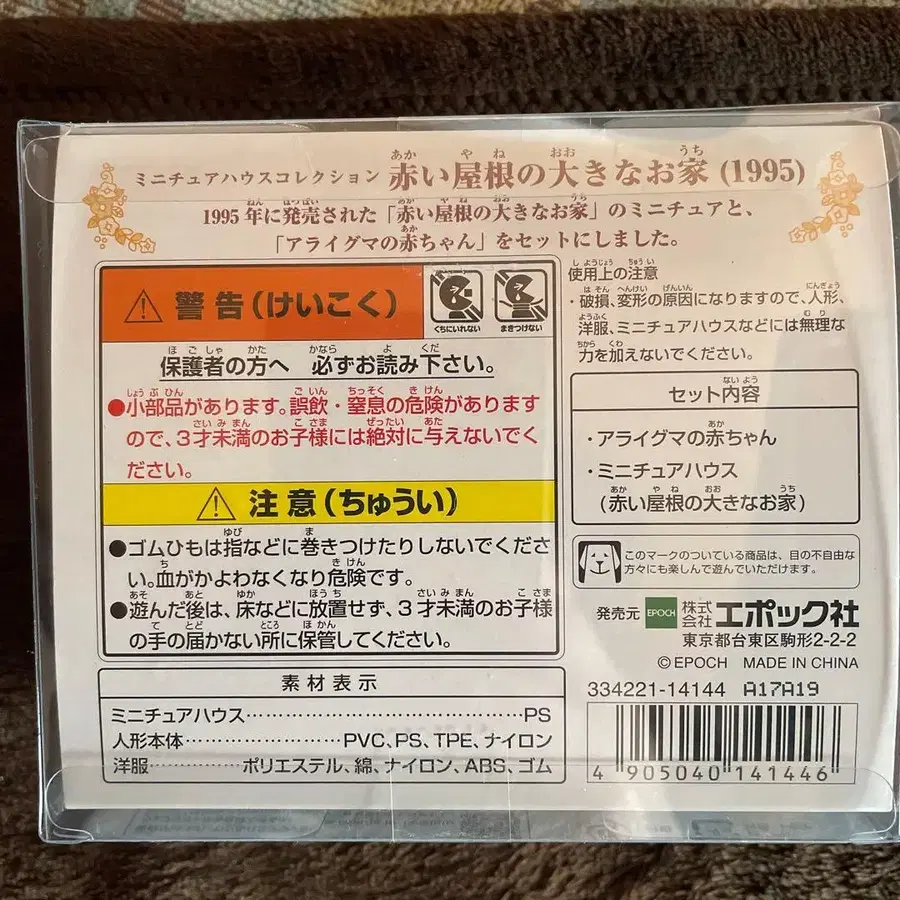 ミニチュアハウスコレクション 赤い屋根の大きなお家 (1995)
1995年に発売された「赤い屋根の大きなお家」のミニチュアと、
「アライグマの赤ちゃん」をセットにしました。
警告(けいこく)
くちにいれない
まきつけない
保護者の方へ 必ずお読み下さい。
●小部品があります。誤飲・窒息の危険があります
ので、3才未満のお子様には絶対に与えないでく
ださい。
注意(ちゅうい)
●ゴムひもは指などに巻きつけたりしないでくださ
い。血がかよわなくなり危険です。
●遊んだ後は、床などに放置せず、3才未満のお子様
の手の届かない所に保管してください。
素材表示
ミニチュアハウス……………………………PS
人形本体………………PVC、PS、TPE、ナイロン
洋服…………ポリエステル、綿、ナイロン、ABS、ゴム
使用上の注意
・破損、変形の原因になりますので、人形、
洋服、ミニチュアハウスなどには無理な
力を加えないでください。
セット内容
・アライグマの赤ちゃん
・ミニチュアハウス
(赤い屋根の大きなお家)
このマークのついている商品は、目の不自由な
方々にも楽しんで遊んでいただけます。
発売元 EPOCH 株式会社 エポック社
東京都台東区駒形2-2-2
©EPOCH MADE IN CHINA
334221-14144 A17A19
4 905040 141446